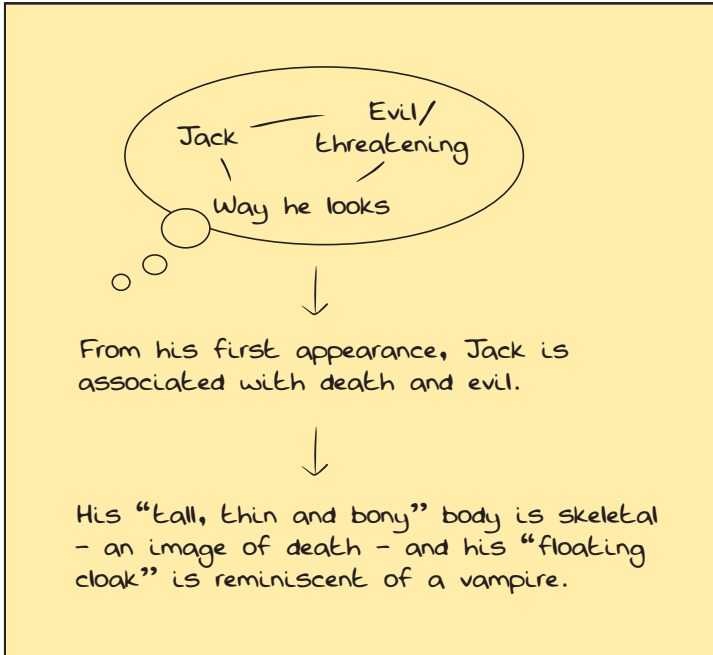 Evil/
Jack threatening
Way he looks
From his first appearance, Jack is
associated with death and evil.
His “tall, thin and bony” body is skeletal
– an image of death – and his “floating
cloak” is reminiscent of a vampire.